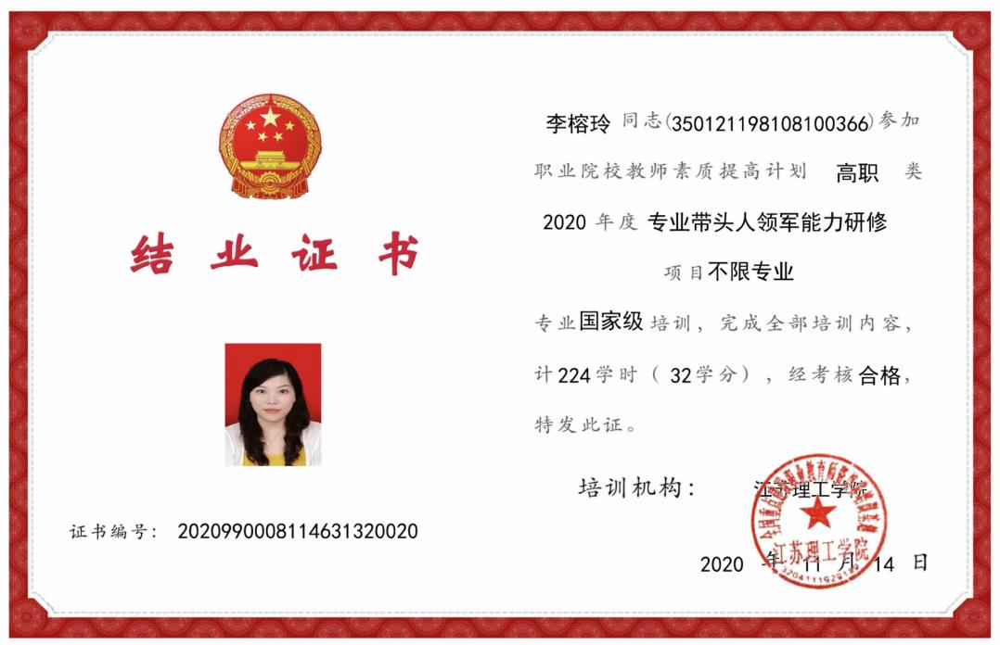 结业证书
证书编号： 2020990008114631320020
李榕玲 同志(350121198108100366)参加
职业院校教师素质提高计划 高职 类
2020 年度 专业带头人领军能力研修
项目不限专业
专业国家级 培训，完成全部培训内容，
计224学时（ 32学分），经考核 合格，
特发此证。
培训机构： 江苏理工学院
江苏理工学院
2020 年 11 月 14 日